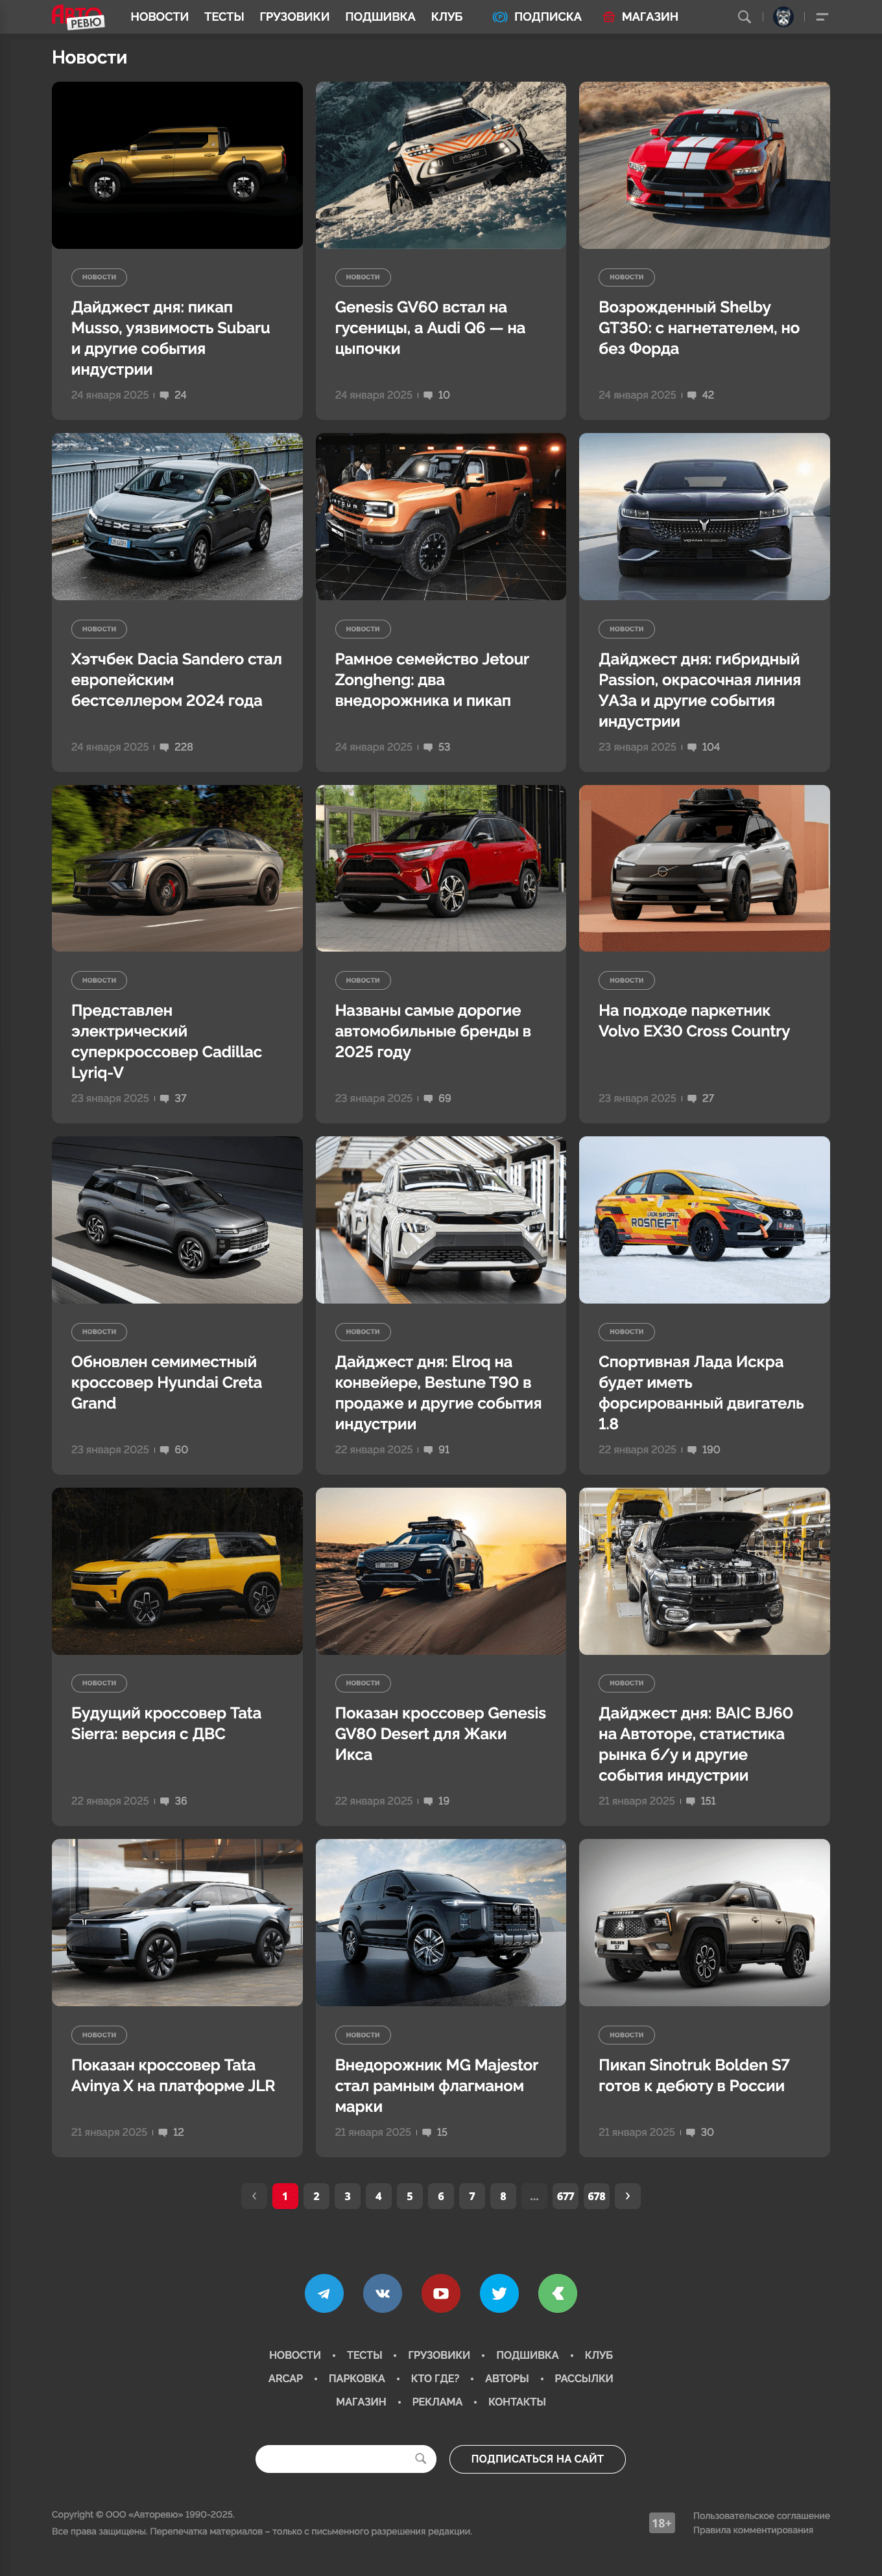 АВТО
РЕВЮ
НОВОСТИ ТЕСТЫ ГРУЗОВИКИ ПОДШИВКА КЛУБ ПОДПИСКА МАГАЗИН
Новости
НОВОСТИ
Дайджест дня: пикап
Musso, уязвимость Subaru
и другие события
индустрии
24 января 2025 24
НОВОСТИ
Genesis GV60 встал на
гусеницы, а Audi Q6 — на
цыпочки
24 января 2025 10
НОВОСТИ
Возрожденный Shelby
GT350: с нагнетателем, но
без Форда
24 января 2025 42
НОВОСТИ
Хэтчбек Dacia Sandero стал
европейским
бестселлером 2024 года
24 января 2025 228
НОВОСТИ
Рамное семейство Jetour
Zongheng: два
внедорожника и пикап
24 января 2025 53
НОВОСТИ
Дайджест дня: гибридный
Passion, окрасочная линия
УАЗа и другие события
индустрии
23 января 2025 104
НОВОСТИ
Представлен
электрический
суперкроссовер Cadillac
Lyriq-V
23 января 2025 37
НОВОСТИ
Названы самые дорогие
автомобильные бренды в
2025 году
23 января 2025 69
НОВОСТИ
На подходе паркетник
Volvo EX30 Cross Country
23 января 2025 27
НОВОСТИ
Обновлен семиместный
кроссовер Hyundai Creta
Grand
23 января 2025 60
НОВОСТИ
Дайджест дня: Elroq на
конвейере, Bestune T90 в
продаже и другие события
индустрии
22 января 2025 91
ROSNEFT
НОВОСТИ
Спортивная Лада Искра
будет иметь
форсированный двигатель
1.8
22 января 2025 190
НОВОСТИ
Будущий кроссовер Tata
Sierra: версия с ДВС
22 января 2025 36
НОВОСТИ
Показан кроссовер Genesis
GV80 Desert для Жаки
Икса
22 января 2025 19
НОВОСТИ
Дайджест дня: BAIC BJ60
на Автоторе, статистика
рынка б/у и другие
события индустрии
21 января 2025 151
НОВОСТИ
Показан кроссовер Tata
Avinya X на платформе JLR
21 января 2025 12
НОВОСТИ
Внедорожник MG Majestor
стал рамным флагманом
марки
21 января 2025 15
SINOTRUK
BOLDEN
S7
НОВОСТИ
Пикап Sinotruk Bolden S7
готов к дебюту в России
21 января 2025 30
‹ 1 2 3 4 5 6 7 8 ... 677 678 ›
НОВОСТИ • ТЕСТЫ • ГРУЗОВИКИ • ПОДШИВКА • КЛУБ
ARCAP • ПАРКОВКА • КТО ГДЕ? • АВТОРЫ • РАССЫЛКИ
МАГАЗИН • РЕКЛАМА • КОНТАКТЫ
ПОДПИСАТЬСЯ НА САЙТ
Copyright © ООО «Авторевю» 1990-2025.
Все права защищены. Перепечатка материалов – только с письменного разрешения редакции.
18+
Пользовательское соглашение
Правила комментирования